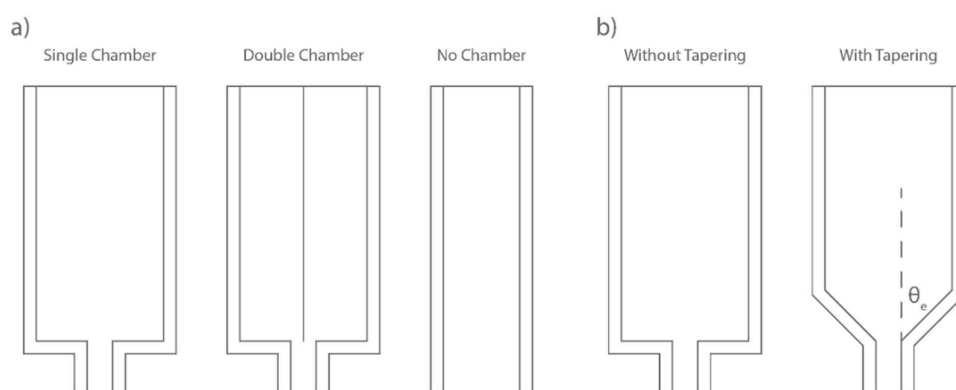 a)
Single Chamber
Double Chamber
No Chamber
b)
Without Tapering
With Tapering
θe